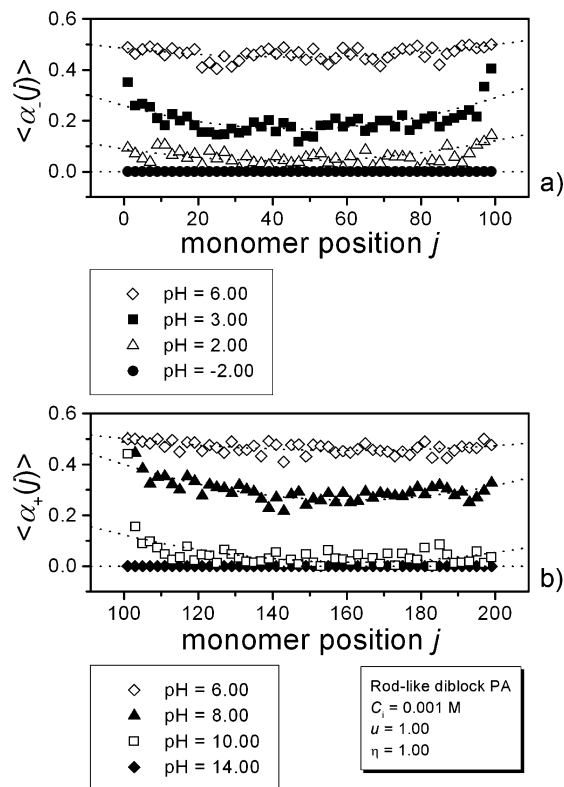 0.6
0.4
0.2
0.0
<α₋(j)>
0 20 40 60 80 100
monomer position j
a)
pH = 6.00
pH = 3.00
pH = 2.00
pH = -2.00
0.6
0.4
0.2
0.0
<α₊(j)>
100 120 140 160 180 200
monomer position j
b)
pH = 6.00
pH = 8.00
pH = 10.00
pH = 14.00
Rod-like diblock PA
Cᵢ = 0.001 M
u = 1.00
η = 1.00